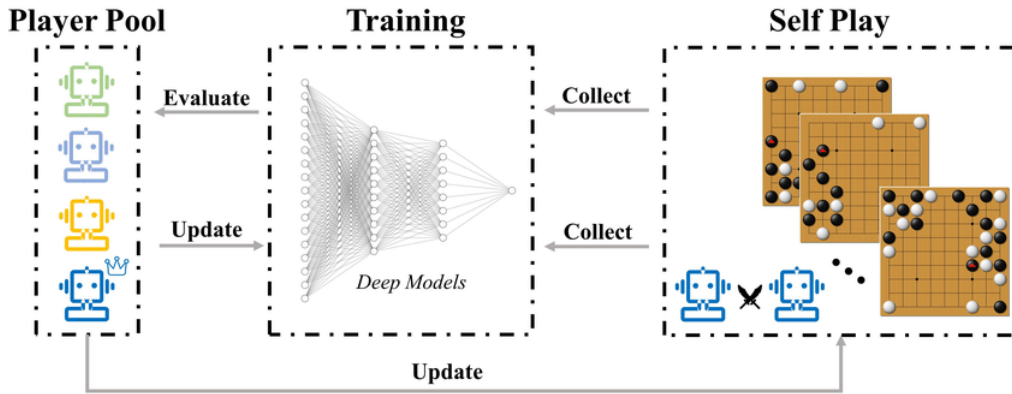 Player Pool
Training
Self Play
Evaluate
Collect
Update
Collect
Deep Models
Update